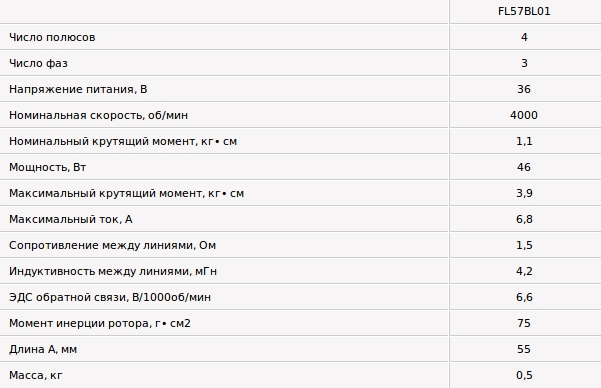 FL57BL01
Число полюсов 4
Число фаз 3
Напряжение питания, В 36
Номинальная скорость, об/мин 4000
Номинальный крутящий момент, кг• см 1,1
Мощность, Вт 46
Максимальный крутящий момент, кг• см 3,9
Максимальный ток, А 6,8
Сопротивление между линиями, Ом 1,5
Индуктивность между линиями, мГн 4,2
ЭДС обратной связи, В/1000об/мин 6,6
Момент инерции ротора, г• см2 75
Длина А, мм 55
Масса, кг 0,5